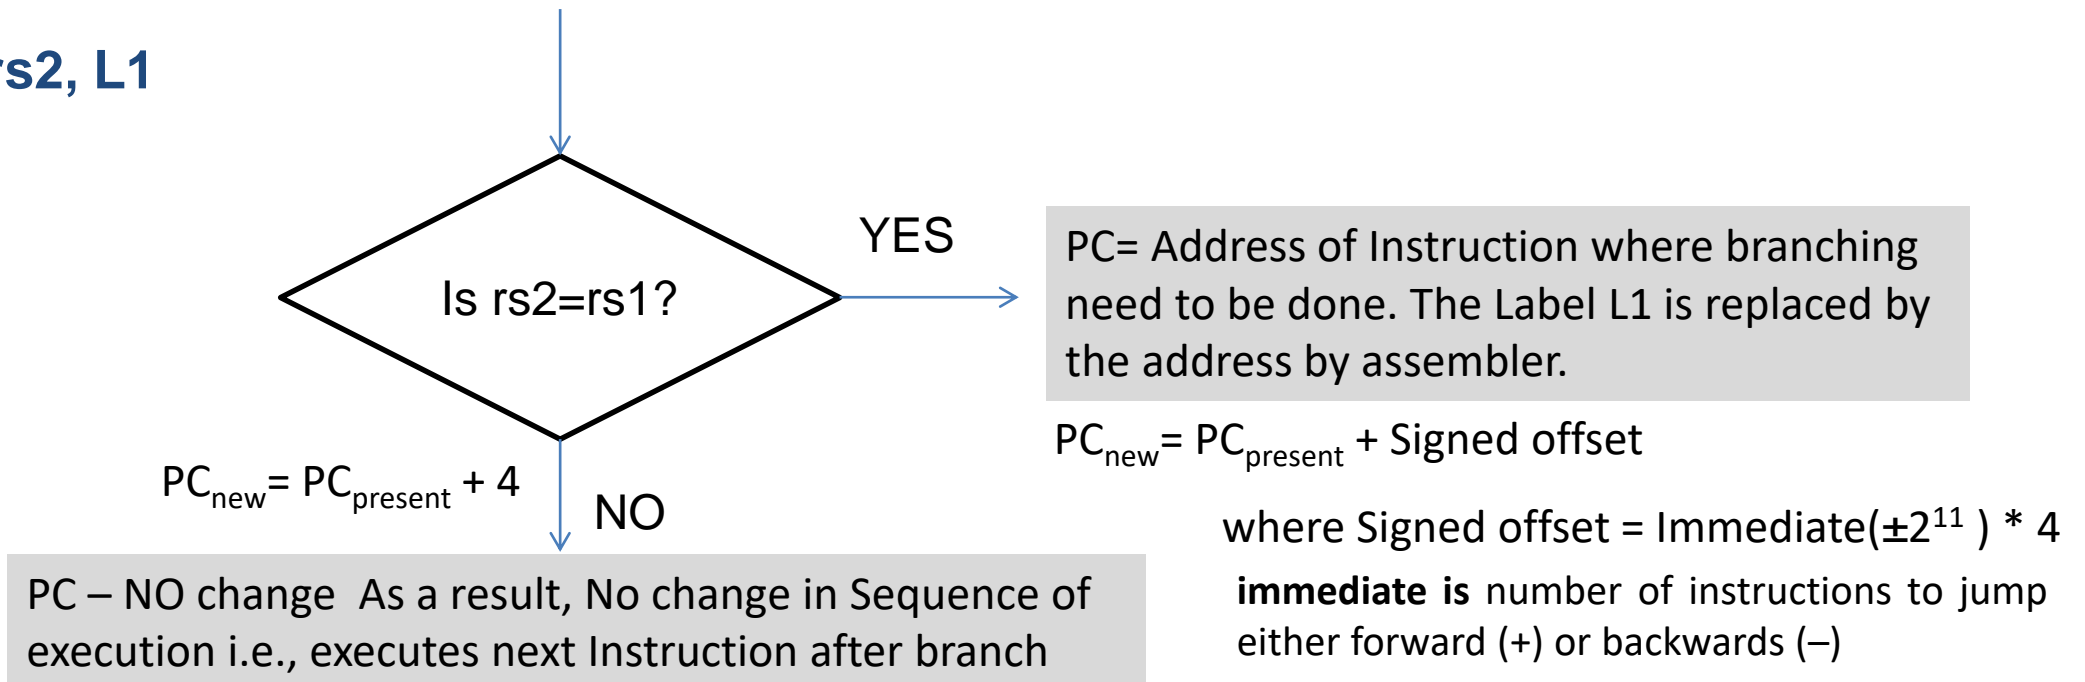 rs2, L1
YES
Is rs2=rs1?
PC= Address of Instruction where branching
need to be done. The Label L1 is replaced by
the address by assembler.
PCnew= PCpresent + Signed offset
PCnew= PCpresent + 4
NO
where Signed offset = Immediate(±2¹¹ ) * 4
immediate is number of instructions to jump
either forward (+) or backwards (–)
PC – NO change As a result, No change in Sequence of
execution i.e., executes next Instruction after branch